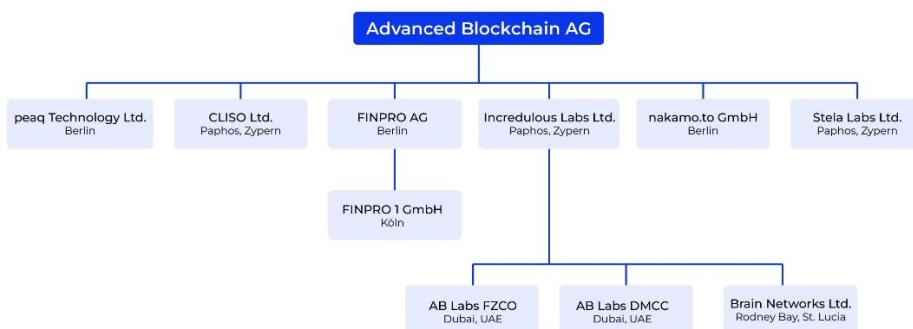 Advanced Blockchain AG
peaq Technology Ltd.
Berlin
CLISO Ltd.
Paphos, Zypern
FINPRO AG
Berlin
Incredulous Labs Ltd.
Paphos, Zypern
nakamo.to GmbH
Berlin
Stela Labs Ltd.
Paphos, Zypern
FINPRO 1 GmbH
Köln
AB Labs FZCO
Dubai, UAE
AB Labs DMCC
Dubai, UAE
Brain Networks Ltd.
Rodney Bay, St. Lucia